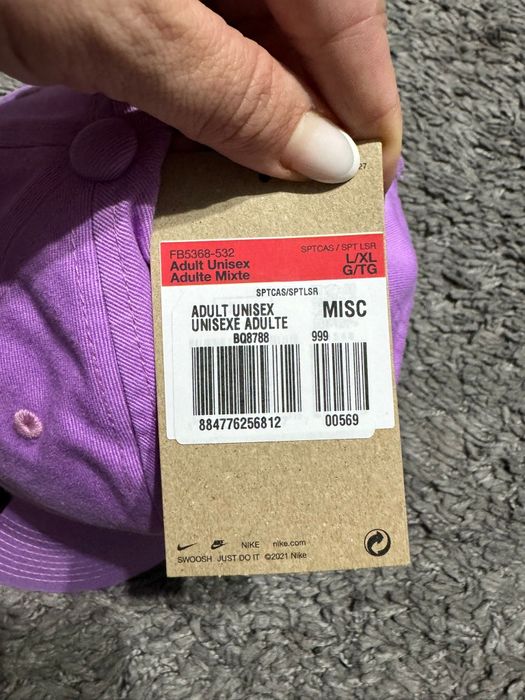 27
FB5368-532
SPTCAS / SPT LSR
Adult Unisex
L/XL
Adulte Mixte
G/TG
SPTCAS/SPTLSR
ADULT UNISEX
MISC
UNISEXE ADULTE
BQ8788
999
884776256812
00569
NIKE nike.com
SWOOSH JUST DO IT ©2021 Nike